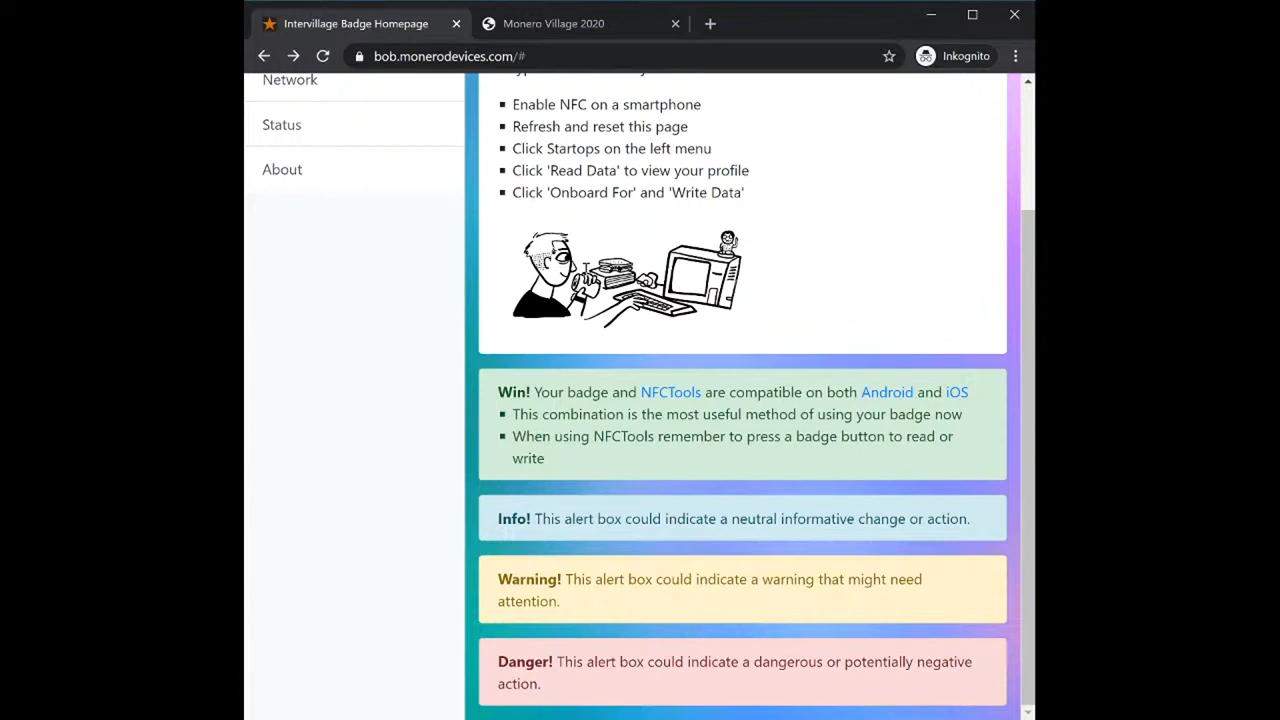 Intervillage Badge Homepage
Monero Village 2020
bob.monerodevices.com/#
Inkognito
Network
Status
About
Enable NFC on a smartphone
Refresh and reset this page
Click Startops on the left menu
Click 'Read Data' to view your profile
Click 'Onboard For' and 'Write Data'
Win! Your badge and NFCTools are compatible on both Android and iOS
This combination is the most useful method of using your badge now
When using NFCTools remember to press a badge button to read or
write
Info! This alert box could indicate a neutral informative change or action.
Warning! This alert box could indicate a warning that might need
attention.
Danger! This alert box could indicate a dangerous or potentially negative
action.